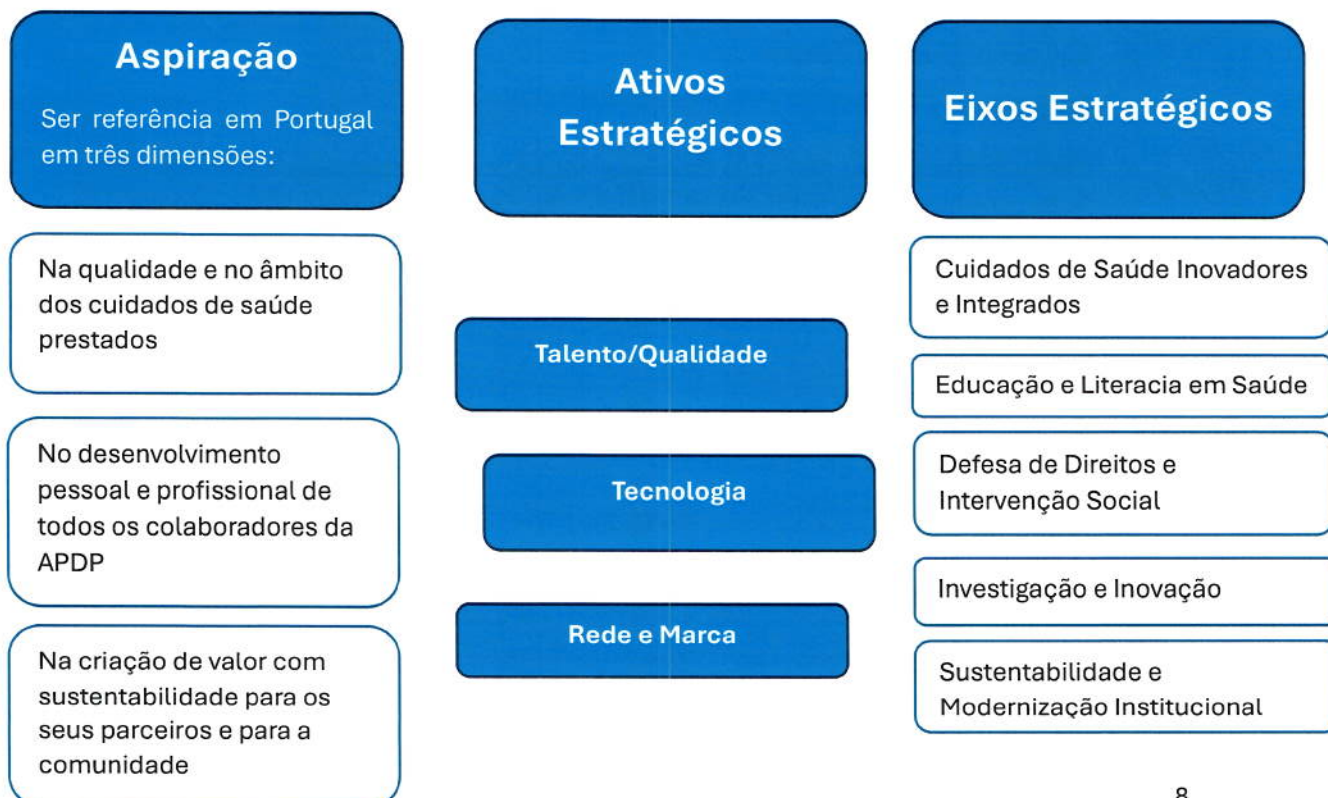 Aspiração
Ser referência em Portugal
em três dimensões:
Na qualidade e no âmbito
dos cuidados de saúde
prestados
No desenvolvimento
pessoal e profissional de
todos os colaboradores da
APDP
Na criação de valor com
sustentabilidade para os
seus parceiros e para a
comunidade
Ativos
Estratégicos
Talento/Qualidade
Tecnologia
Rede e Marca
Eixos Estratégicos
Cuidados de Saúde Inovadores
e Integrados
Educação e Literacia em Saúde
Defesa de Direitos e
Intervenção Social
Investigação e Inovação
Sustentabilidade e
Modernização Institucional
8